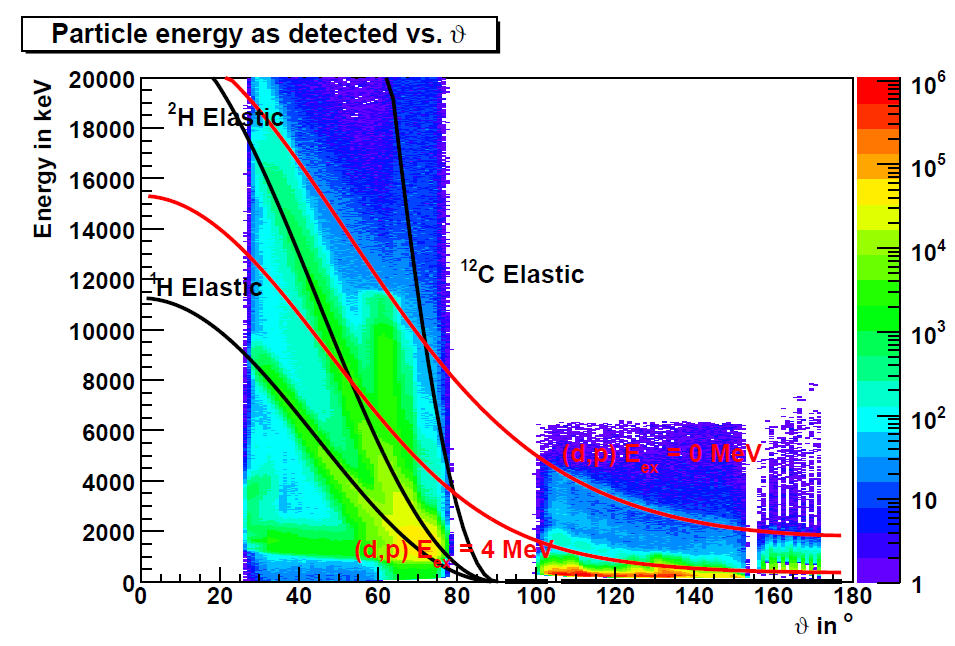 Particle energy as detected vs. ϑ
Energy in keV
20000
18000
16000
14000
12000
10000
8000
6000
4000
2000
0
²H Elastic
¹H Elastic
¹²C Elastic
(d,p) E_ex = 0 MeV
(d,p) E_ex = 4 MeV
0 20 40 60 80 100 120 140 160 180
ϑ in °
10⁶
10⁵
10⁴
10³
10²
10
1